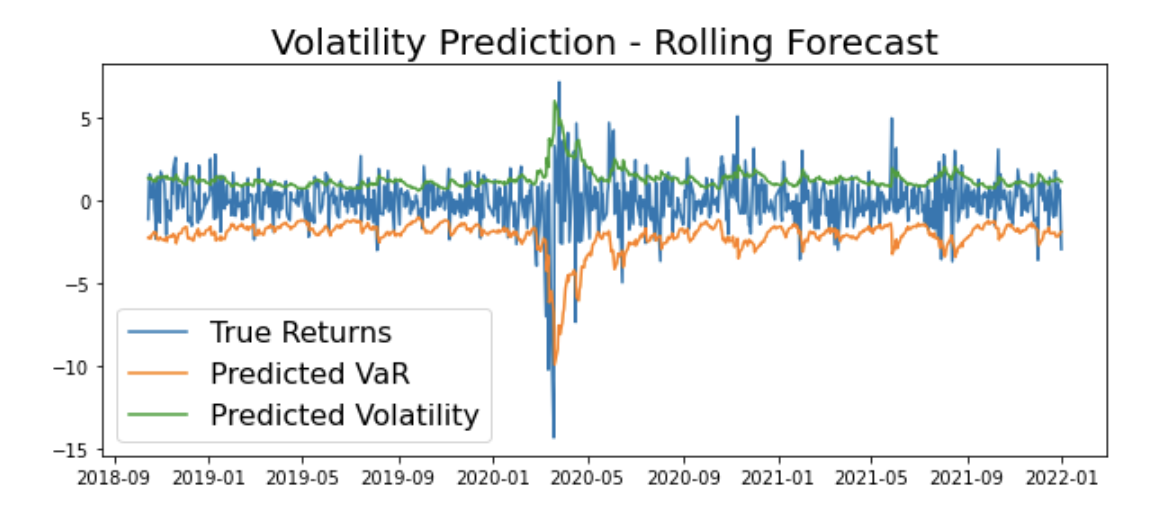 Volatility Prediction - Rolling Forecast
5
0
−5
−10
−15
True Returns
Predicted VaR
Predicted Volatility
2018-09 2019-01 2019-05 2019-09 2020-01 2020-05 2020-09 2021-01 2021-05 2021-09 2022-01